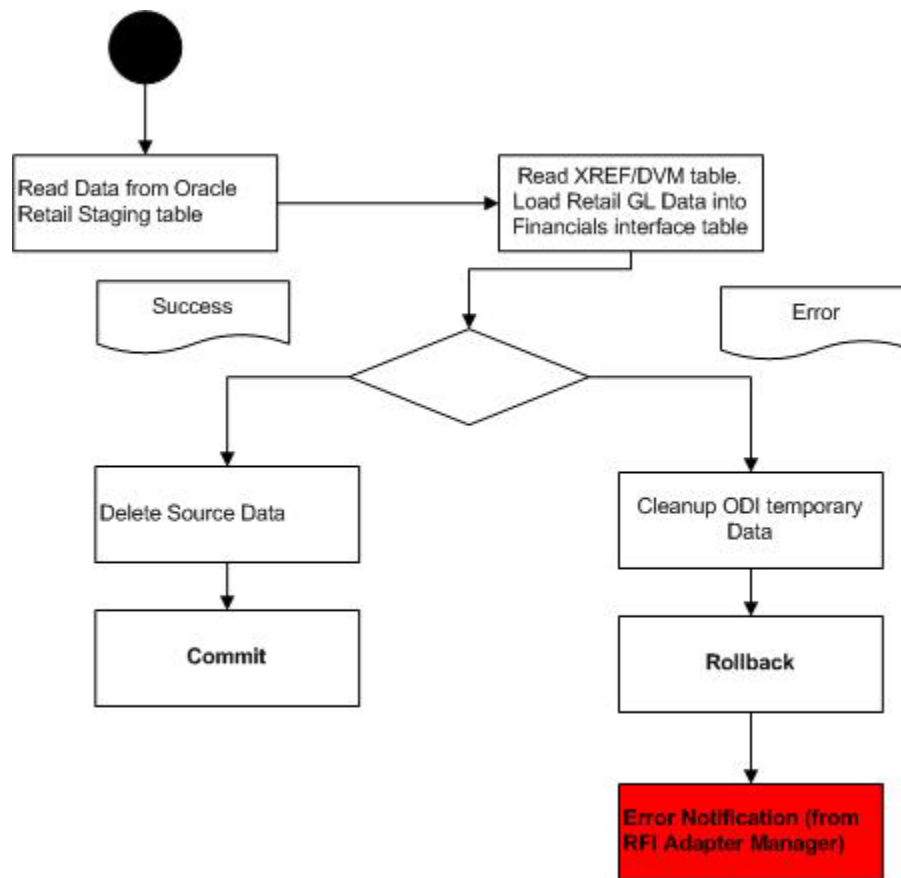 Read Data from Oracle
Retail Staging table
Read XREF/DVM table.
Load Retail GL Data into
Financials interface table
Success
Error
Delete Source Data
Cleanup ODI temporary
Data
Commit
Rollback
Error Notification (from
RFI Adapter Manager)